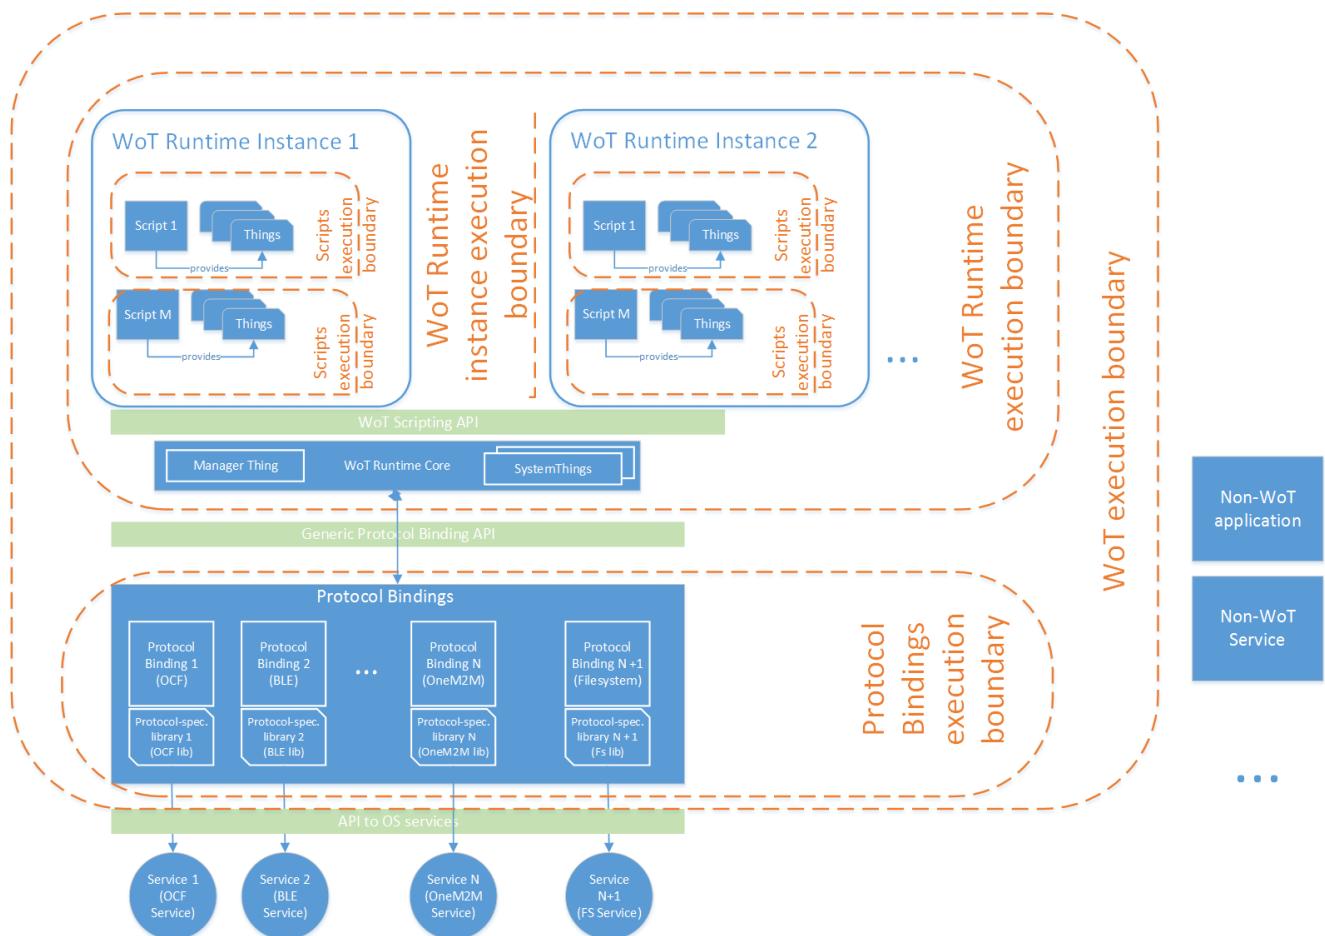 WoT Runtime Instance 1
Script 1
Things
provides
Scripts
execution
boundary
Script M
Things
provides
Scripts
execution
boundary
WoT Runtime
instance execution
boundary
WoT Runtime Instance 2
Script 1
Things
provides
Scripts
execution
boundary
Script M
Things
provides
Scripts
execution
boundary
...
WoT Runtime
execution boundary
WoT execution boundary
WoT Scripting API
Manager Thing
WoT Runtime Core
SystemThings
Generic Protocol Binding API
Protocol Bindings
Protocol
Binding 1
(OCF)
Protocol
Binding 2
(BLE)
...
Protocol
Binding N
(OneM2M)
Protocol
Binding N +1
(Filesystem)
Protocol-spec.
library 1
(OCF lib)
Protocol-spec.
library 2
(BLE lib)
Protocol-spec.
library N
(OneM2M lib)
Protocol-spec.
library N +1
(Fs lib)
Protocol
Bindings
execution
boundary
API to OS services
Service 1
(OCF
Service)
Service 2
(BLE
Service)
Service N
(OneM2M
Service)
Service
N+1
(FS Service)
Non-WoT
application
Non-WoT
Service
...